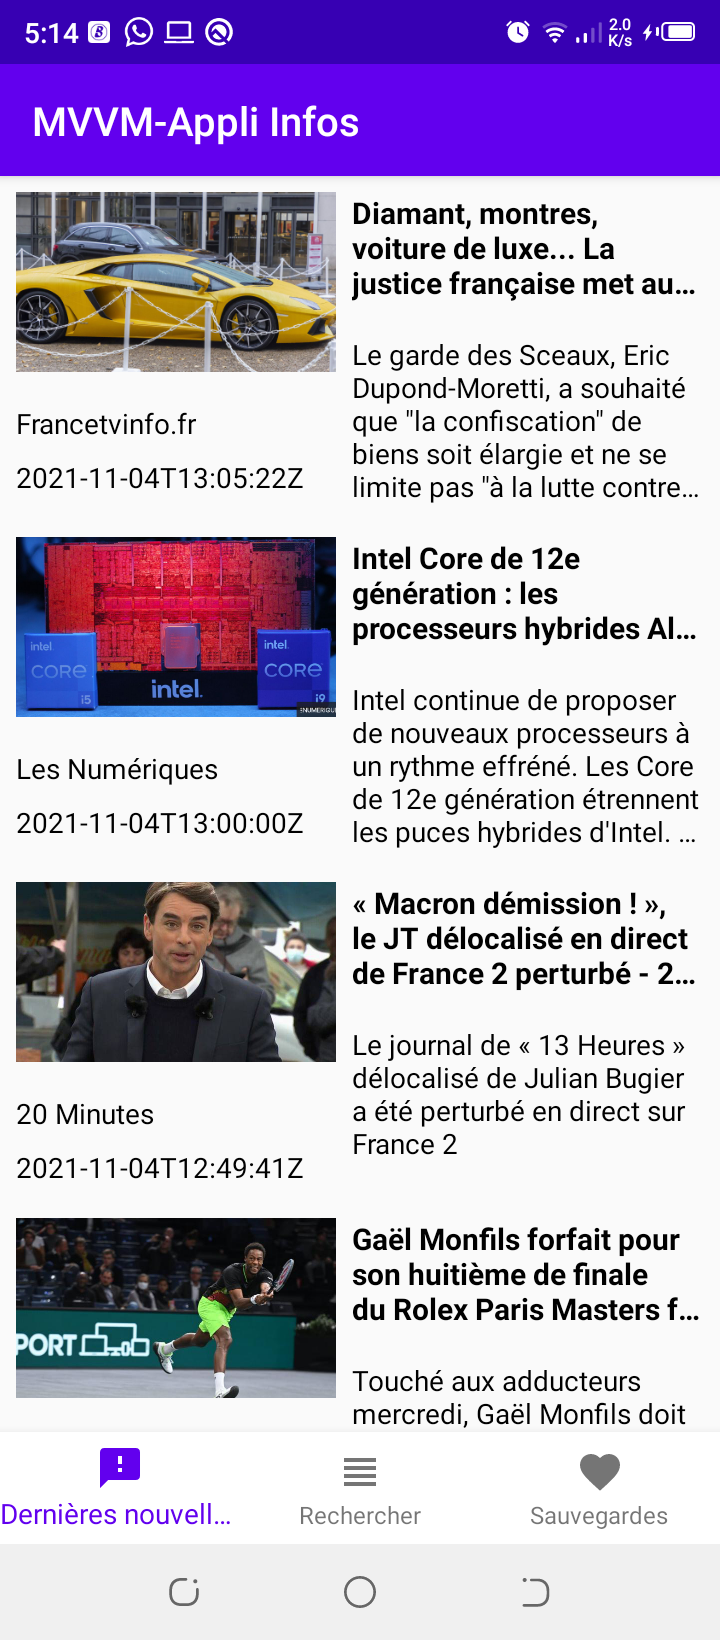 5:14
2.0
K/s
MVVM-Appli Infos
Diamant, montres,
voiture de luxe... La
justice française met au...
Le garde des Sceaux, Eric
Dupond-Moretti, a souhaité
que "la confiscation" de
biens soit élargie et ne se
limite pas "à la lutte contre...
Francetvinfo.fr
2021-11-04T13:05:22Z
intel.
CORE
i5
intel.
intel.
CORE
i9
Intel Core de 12e
génération : les
processeurs hybrides Al...
Intel continue de proposer
de nouveaux processeurs à
un rythme effréné. Les Core
de 12e génération étrennent
les puces hybrides d'Intel. ...
Les Numériques
2021-11-04T13:00:00Z
« Macron démission ! »,
le JT délocalisé en direct
de France 2 perturbé - 2...
Le journal de « 13 Heures »
délocalisé de Julian Bugier
a été perturbé en direct sur
France 2
20 Minutes
2021-11-04T12:49:41Z
PORT
Gaël Monfils forfait pour
son huitième de finale
du Rolex Paris Masters f...
Touché aux adducteurs
mercredi, Gaël Monfils doit
Dernières nouvell...
Rechercher
Sauvegardes